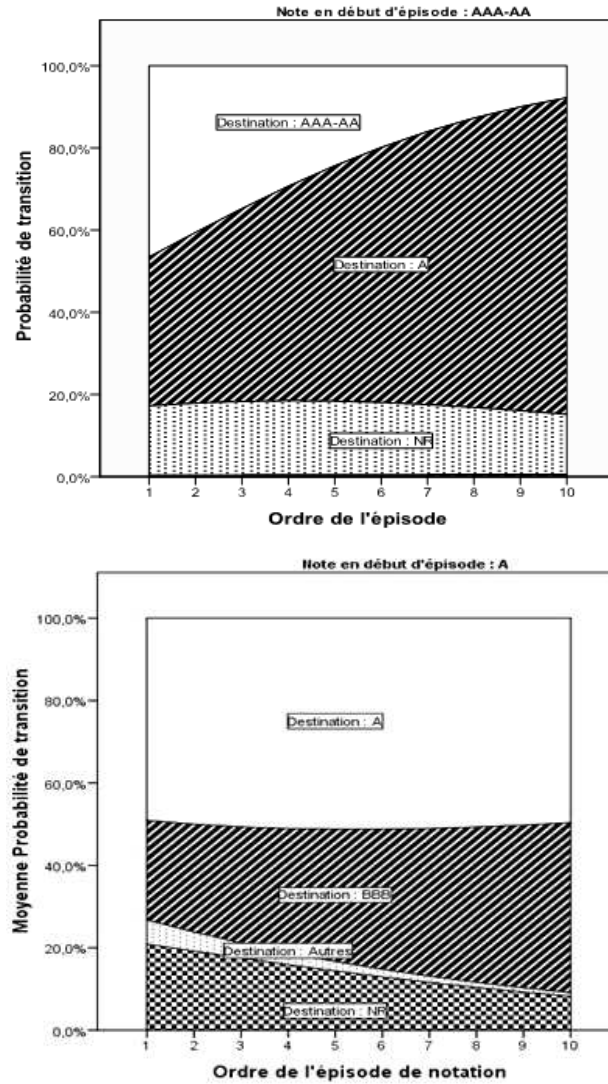 Note en début d'épisode : AAA-AA
Probabilité de transition
100,0%
80,0%
60,0%
40,0%
20,0%
0,0%
Destination : AAA-AA
Destination : A
Destination : NR
1 2 3 4 5 6 7 8 9 10
Ordre de l'épisode
Note en début d'épisode : A
Moyenne Probabilité de transition
100,0%
80,0%
60,0%
40,0%
20,0%
0,0%
Destination : A
Destination : BBB
Destination : Autres
Destination : NR
1 2 3 4 5 6 7 8 9 10
Ordre de l'épisode de notation